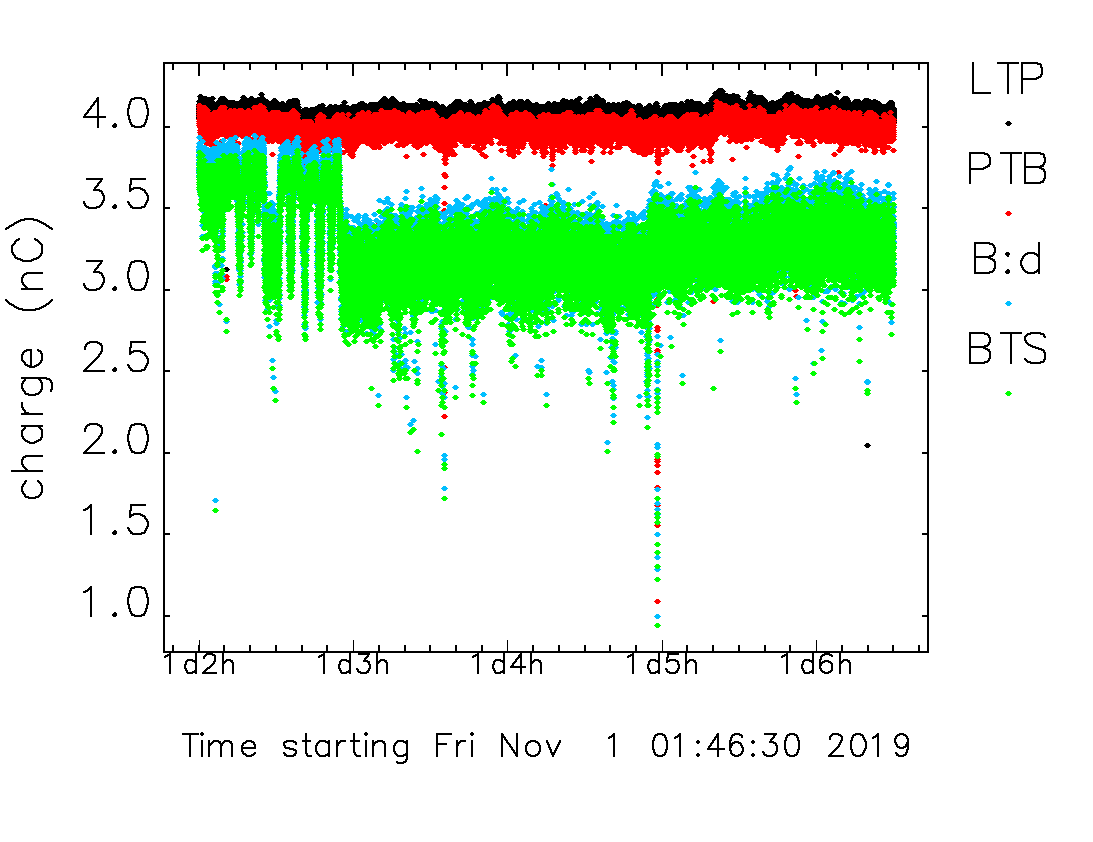 LTP
PTB
B:d
BTS
4.0
3.5
3.0
2.5
2.0
1.5
1.0
charge (nC)
1d2h 1d3h 1d4h 1d5h 1d6h
Time starting Fri Nov 1 01:46:30 2019